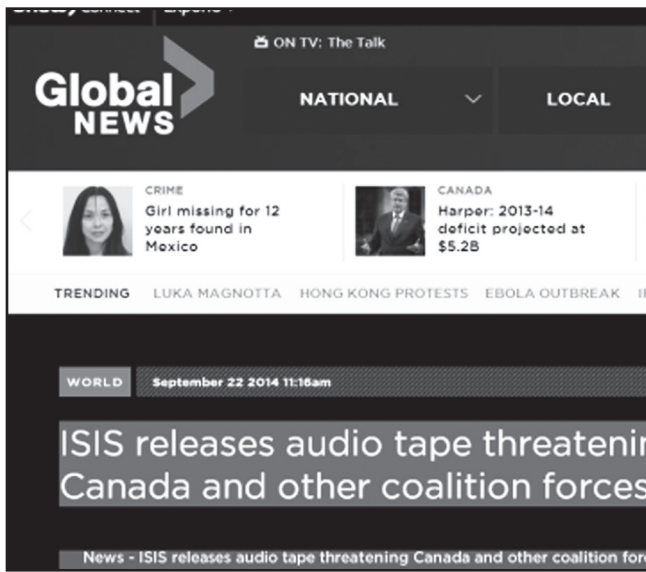 ON TV: The Talk
Global
NEWS
NATIONAL
LOCAL
CRIME
Girl missing for 12
years found in
Mexico
CANADA
Harper: 2013-14
deficit projected at
$5.2B
TRENDING LUKA MAGNOTTA HONG KONG PROTESTS EBOLA OUTBREAK
WORLD September 22 2014 11:16am
ISIS releases audio tape threatenin
Canada and other coalition forces
News - ISIS releases audio tape threatening Canada and other coalition for